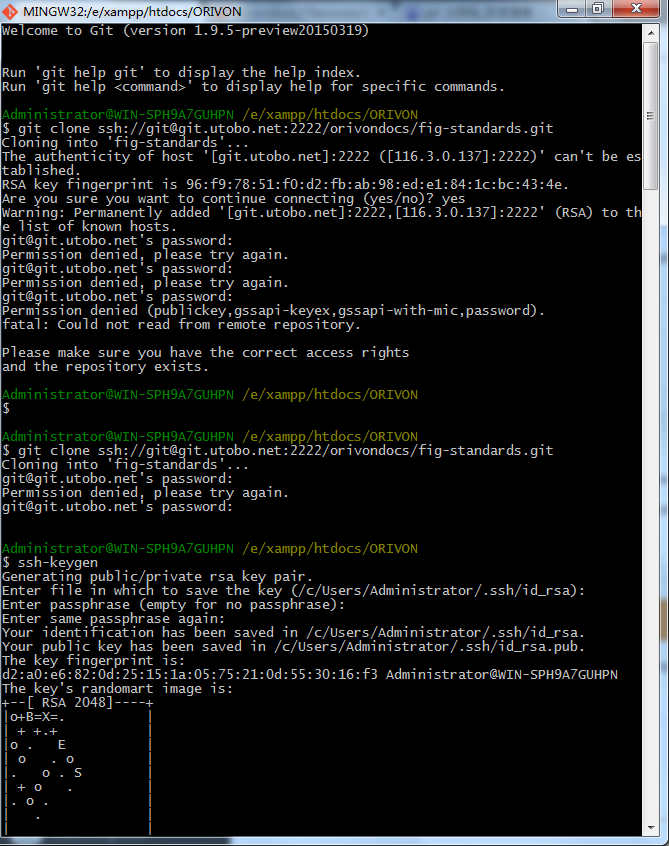 MINGW32:/e/xampp/htdocs/ORIVON
Welcome to Git (version 1.9.5-preview20150319)
Run 'git help git' to display the help index.
Run 'git help <command>' to display help for specific commands.
Administrator@WIN-SPH9A7GUHPN /e/xampp/htdocs/ORIVON
$ git clone ssh://git@git.utobo.net:2222/orivondocs/fig-standards.git
Cloning into 'fig-standards'...
The authenticity of host '[git.utobo.net]:2222 ([116.3.0.137]:2222)' can't be es
tablished.
RSA key fingerprint is 96:f9:78:51:f0:d2:fb:ab:98:ed:e1:84:1c:bc:43:4e.
Are you sure you want to continue connecting (yes/no)? yes
Warning: Permanently added '[git.utobo.net]:2222,[116.3.0.137]:2222' (RSA) to th
e list of known hosts.
git@git.utobo.net's password:
Permission denied, please try again.
git@git.utobo.net's password:
Permission denied, please try again.
git@git.utobo.net's password:
Permission denied (publickey,gssapi-keyex,gssapi-with-mic,password).
fatal: Could not read from remote repository.
Please make sure you have the correct access rights
and the repository exists.
Administrator@WIN-SPH9A7GUHPN /e/xampp/htdocs/ORIVON
$
Administrator@WIN-SPH9A7GUHPN /e/xampp/htdocs/ORIVON
$ git clone ssh://git@git.utobo.net:2222/orivondocs/fig-standards.git
Cloning into 'fig-standards'...
git@git.utobo.net's password:
Permission denied, please try again.
git@git.utobo.net's password:
Administrator@WIN-SPH9A7GUHPN /e/xampp/htdocs/ORIVON
$ ssh-keygen
Generating public/private rsa key pair.
Enter file in which to save the key (/c/Users/Administrator/.ssh/id_rsa):
Enter passphrase (empty for no passphrase):
Enter same passphrase again:
Your identification has been saved in /c/Users/Administrator/.ssh/id_rsa.
Your public key has been saved in /c/Users/Administrator/.ssh/id_rsa.pub.
The key fingerprint is:
d2:a0:e6:82:0d:25:15:1a:05:75:21:0d:55:30:16:f3 Administrator@WIN-SPH9A7GUHPN
The key's randomart image is:
+--[ RSA 2048]----+
|o+B=X=.          |
| + +.+           |
|o .   E          |
| o   . o         |
|.   o . S        |
| + o   .         |
|. o .            |
|   .             |
|                 |